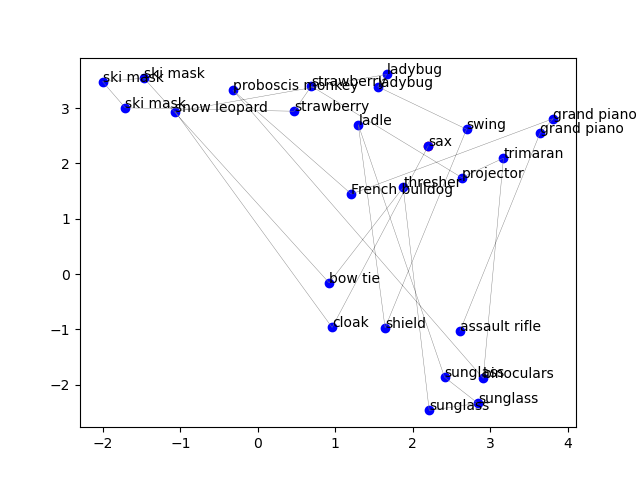 ladybug
ski mask
ski mask
strawberry
ladybug
proboscis monkey
ski mask
snow leopard
strawberry
grand piano
ladle
swing
grand piano
sax
trimaran
projector
thresher
French bulldog
bow tie
cloak
shield
assault rifle
sunglass
binoculars
sunglass
sunglass
3
2
1
0
−1
−2
−2
−1
0
1
2
3
4